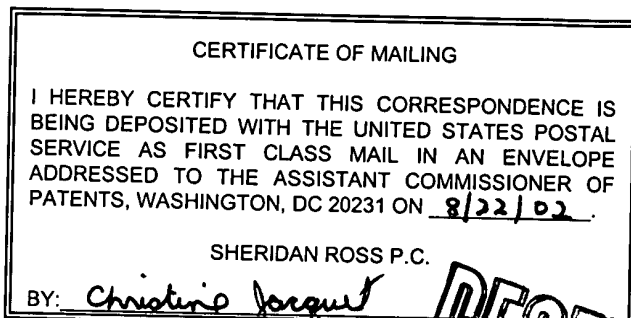 CERTIFICATE OF MAILING
I HEREBY CERTIFY THAT THIS CORRESPONDENCE IS
BEING DEPOSITED WITH THE UNITED STATES POSTAL
SERVICE AS FIRST CLASS MAIL IN AN ENVELOPE
ADDRESSED TO THE ASSISTANT COMMISSIONER OF
PATENTS, WASHINGTON, DC 20231 ON 8/22/02.
SHERIDAN ROSS P.C.
BY: Christine Jacquet